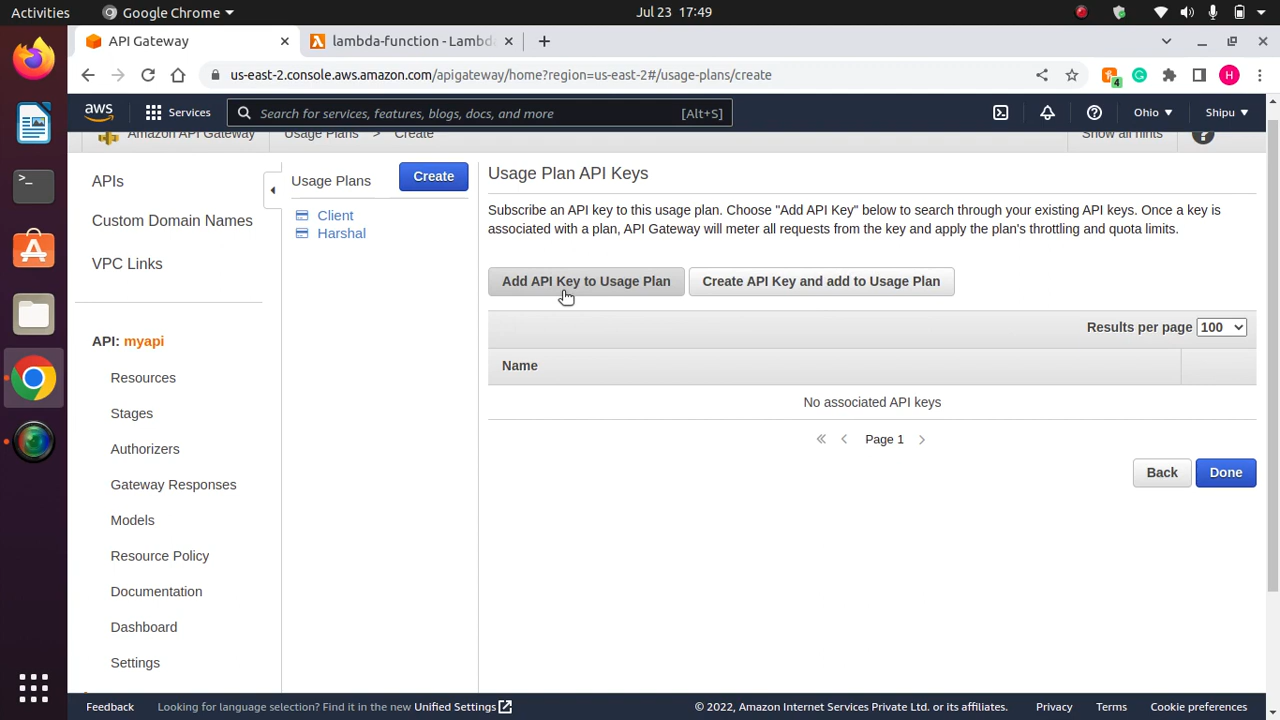 Activities
Google Chrome
Jul 23 17:49
API Gateway
lambda-function - Lambd
us-east-2.console.aws.amazon.com/apigateway/home?region=us-east-2#/usage-plans/create
4
H
aws
Services
Search for services, features, blogs, docs, and more
[Alt+S]
Ohio
Shipu
Amazon API Gateway
Usage Plans > Create
Show all hints
?
APIs
Custom Domain Names
VPC Links
API: myapi
Resources
Stages
Authorizers
Gateway Responses
Models
Resource Policy
Documentation
Dashboard
Settings
Usage Plans
Create
Client
Harshal
Usage Plan API Keys
Subscribe an API key to this usage plan. Choose "Add API Key" below to search through your existing API keys. Once a key is
associated with a plan, API Gateway will meter all requests from the key and apply the plan's throttling and quota limits.
Add API Key to Usage Plan
Create API Key and add to Usage Plan
Results per page 100
Name
No associated API keys
Page 1
Back
Done
Feedback
Looking for language selection? Find it in the new Unified Settings
© 2022, Amazon Internet Services Private Ltd. or its affiliates.
Privacy
Terms
Cookie preferences